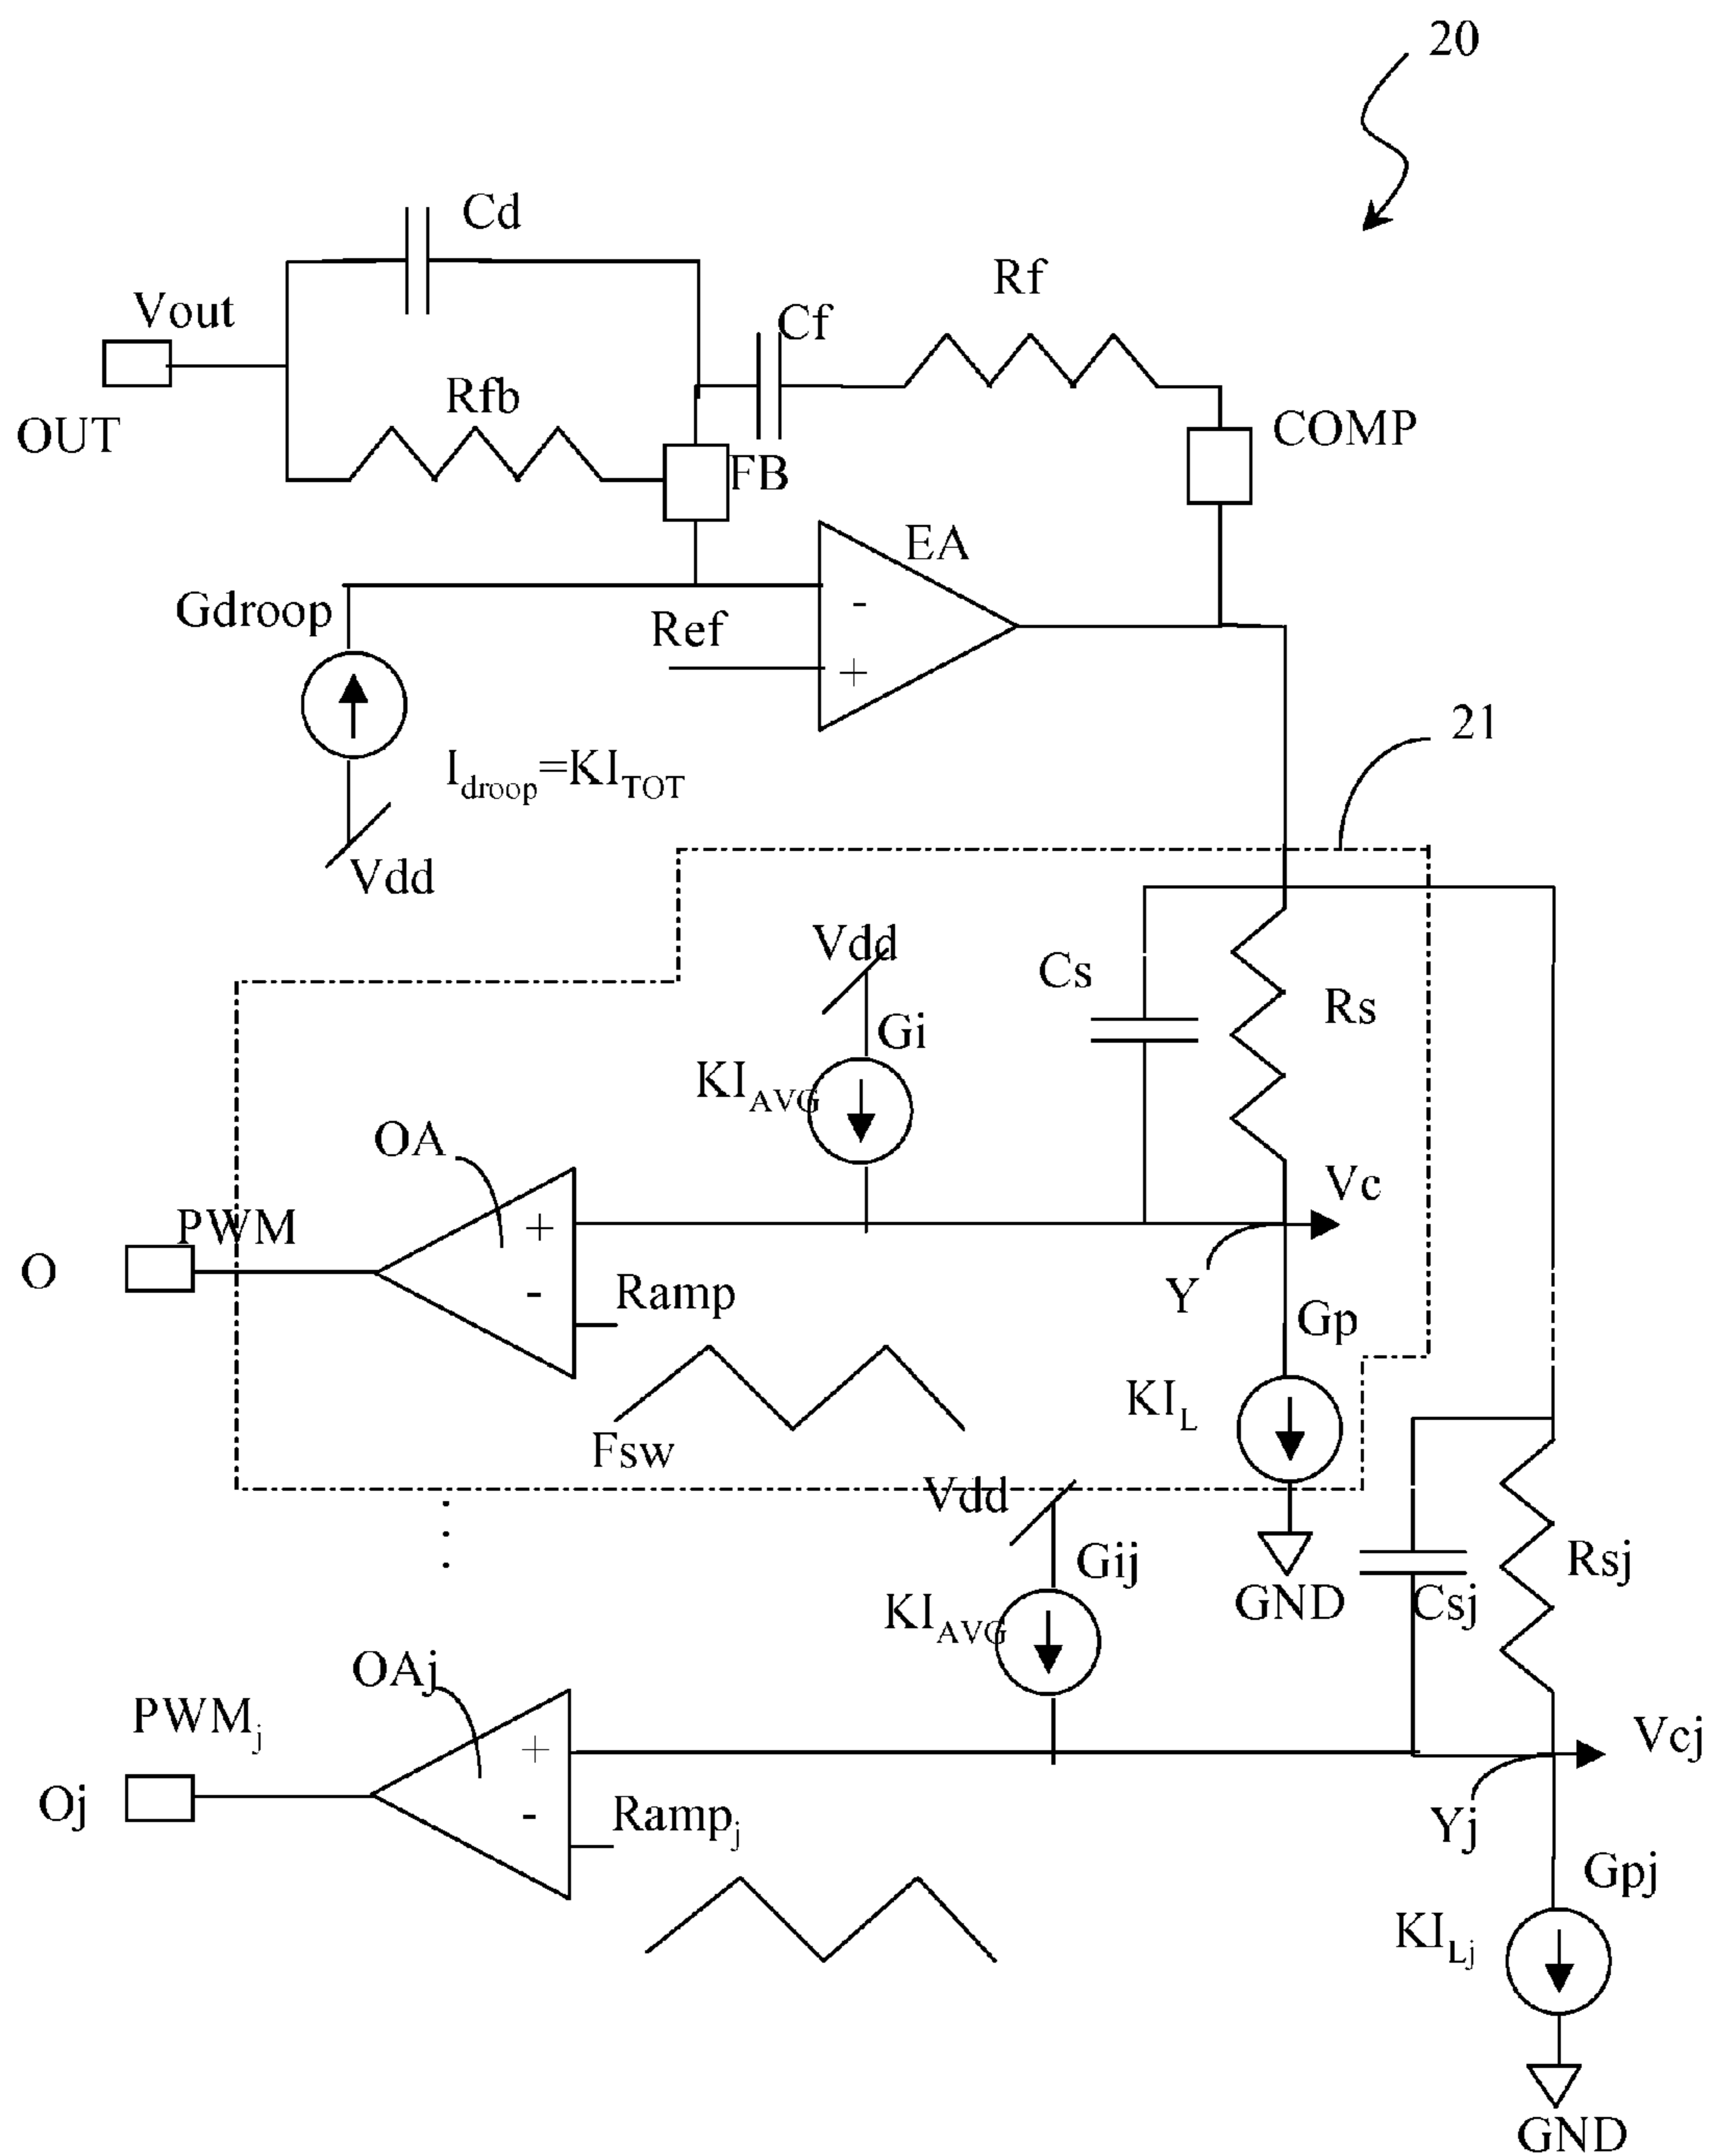 20
Cd
Vout
Cf
Rf
Rfb
OUT
COMP
FB
EA
-
Gdroop
Ref
+
21
I_droop=KI_TOT
Vdd
Vdd
Cs
Rs
Gi
KI_AVG
OA
Vc
PWM
+
O
-
Ramp
Y
Gp
KI_L
Fsw
Vdd
Gij
Rsj
GND
Csj
KI_AVG
OAj
PWM_j
+
Vcj
Oj
-
Ramp_j
Yj
Gpj
KI_Lj
GND